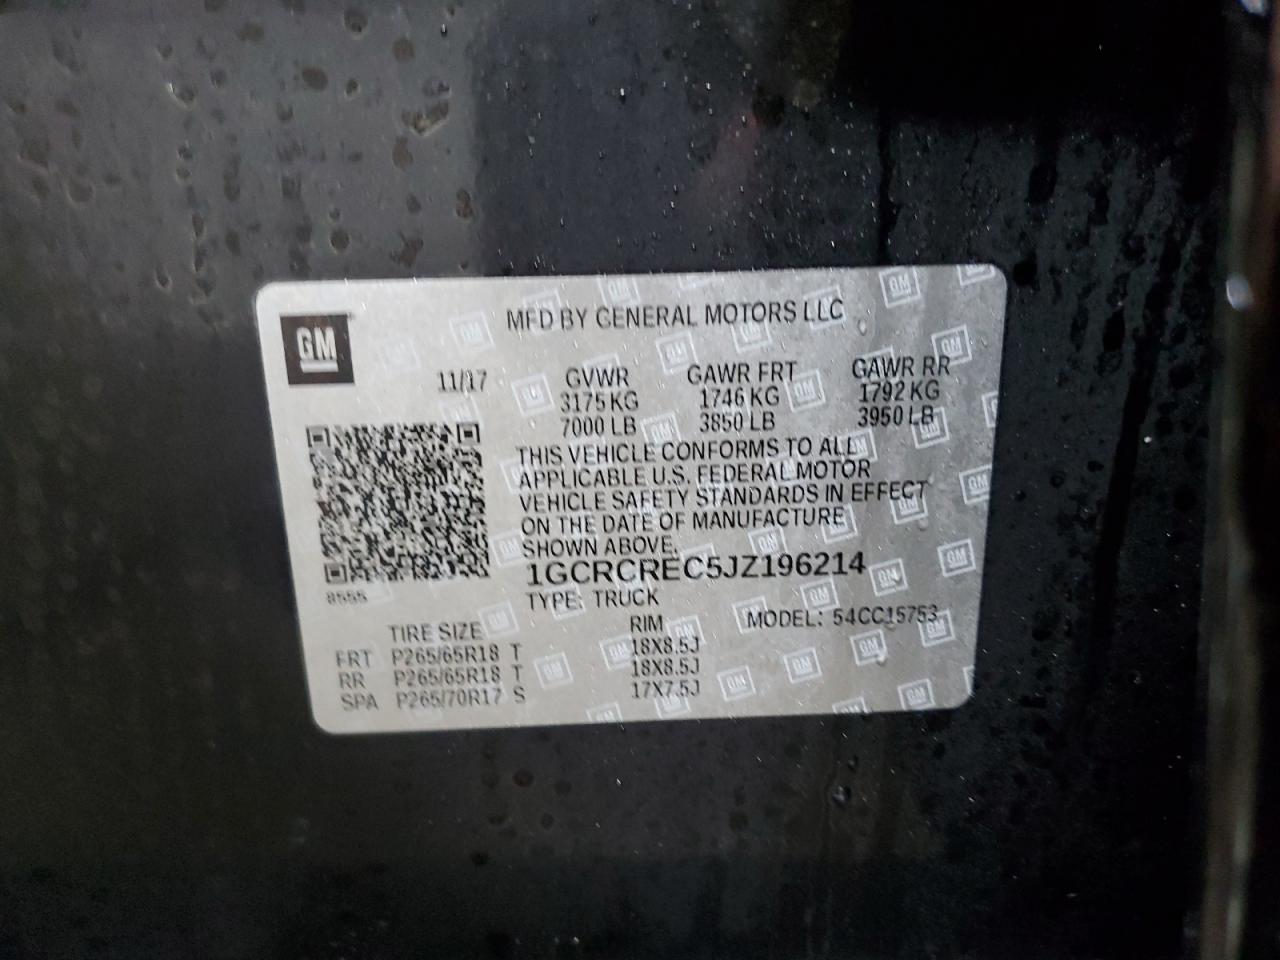 GM
MFD BY GENERAL MOTORS LLC
11/17 GVWR GAWR FRT GAWR RR
3175 KG 1746 KG 1792 KG
7000 LB 3850 LB 3950 LB
THIS VEHICLE CONFORMS TO ALL
APPLICABLE U.S. FEDERAL MOTOR
VEHICLE SAFETY STANDARDS IN EFFECT
ON THE DATE OF MANUFACTURE
SHOWN ABOVE.
1GCRCREC5JZ196214
8555
TYPE: TRUCK MODEL: 54CC15753
TIRE SIZE RIM
FRT P265/65R18 T 18X8.5J
RR P265/65R18 T 18X8.5J
SPA P265/70R17 S 17X7.5J